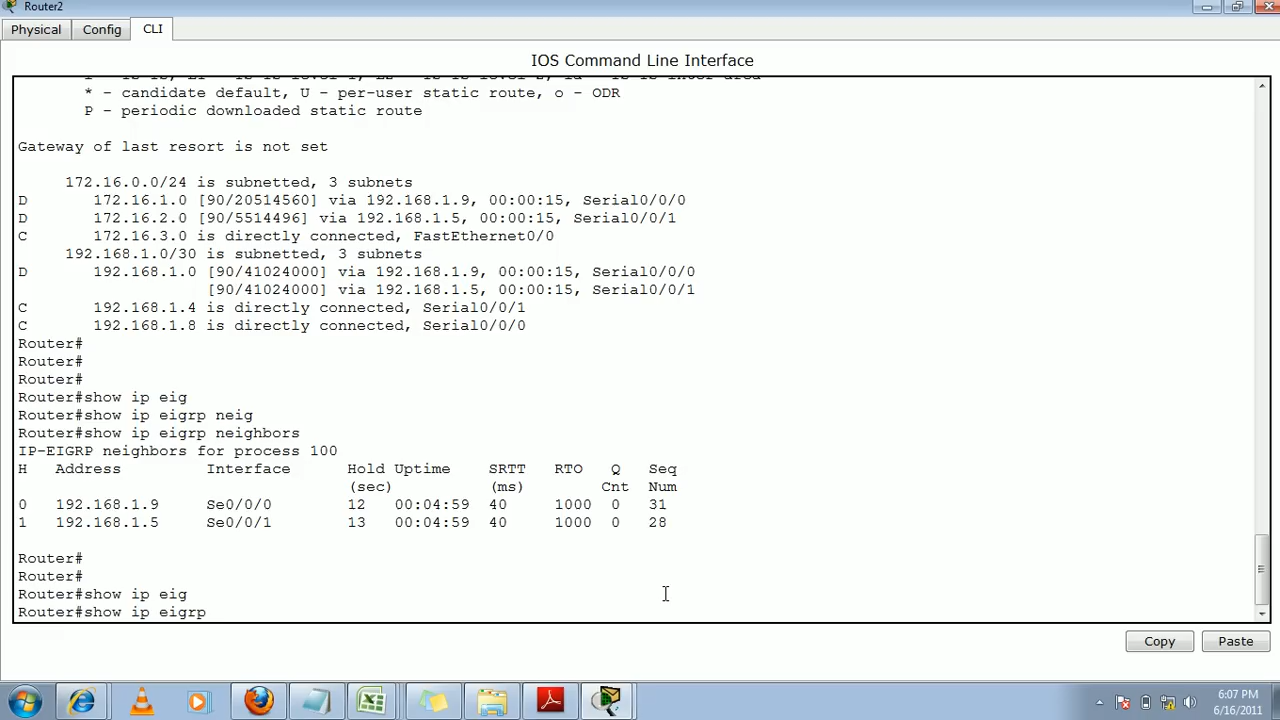 Router2
Physical Config CLI
IOS Command Line Interface
* - candidate default, U - per-user static route, o - ODR
P - periodic downloaded static route
Gateway of last resort is not set
172.16.0.0/24 is subnetted, 3 subnets
D 172.16.1.0 [90/20514560] via 192.168.1.9, 00:00:15, Serial0/0/0
D 172.16.2.0 [90/5514496] via 192.168.1.5, 00:00:15, Serial0/0/1
C 172.16.3.0 is directly connected, FastEthernet0/0
192.168.1.0/30 is subnetted, 3 subnets
D 192.168.1.0 [90/41024000] via 192.168.1.9, 00:00:15, Serial0/0/0
[90/41024000] via 192.168.1.5, 00:00:15, Serial0/0/1
C 192.168.1.4 is directly connected, Serial0/0/1
C 192.168.1.8 is directly connected, Serial0/0/0
Router#
Router#
Router#
Router#show ip eig
Router#show ip eigrp neig
Router#show ip eigrp neighbors
IP-EIGRP neighbors for process 100
H Address Interface Hold Uptime SRTT RTO Q Seq
(sec) (ms) Cnt Num
0 192.168.1.9 Se0/0/0 12 00:04:59 40 1000 0 31
1 192.168.1.5 Se0/0/1 13 00:04:59 40 1000 0 28
Router#
Router#
Router#show ip eig
Router#show ip eigrp
Copy Paste
6:07 PM
6/16/2011